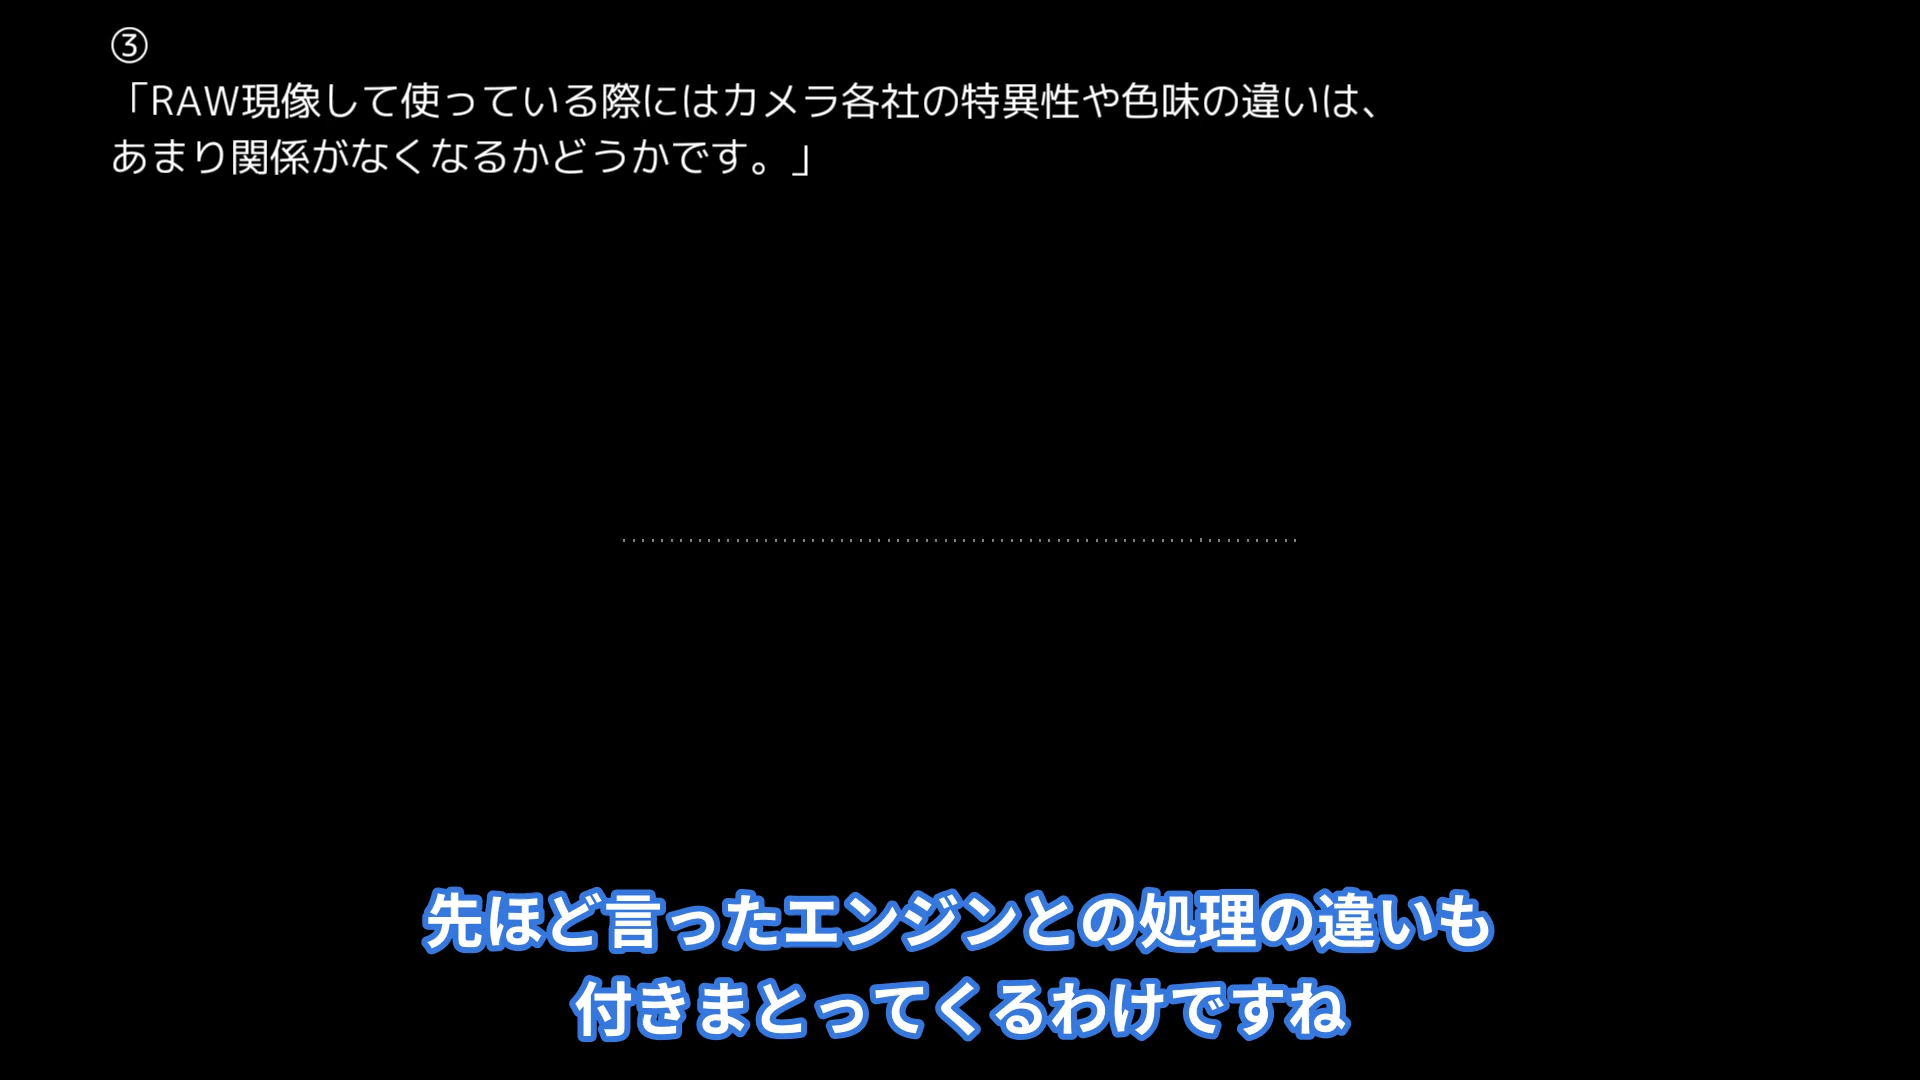 ③
「RAW現像して使っている際にはカメラ各社の特異性や色味の違いは、
あまり関係がなくなるかどうかです。」
先ほど言ったエンジンとの処理の違いも
付きまとってくるわけですね